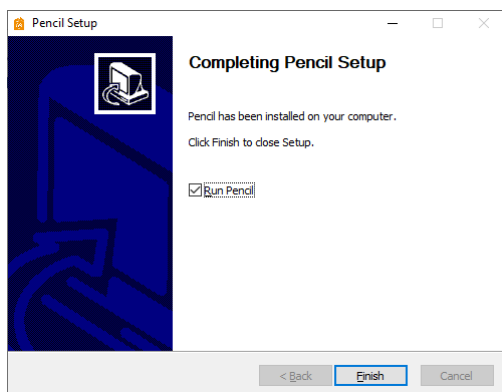 Pencil Setup
Completing Pencil Setup
Pencil has been installed on your computer.
Click Finish to close Setup.
Run Pencil
< Back
Finish
Cancel